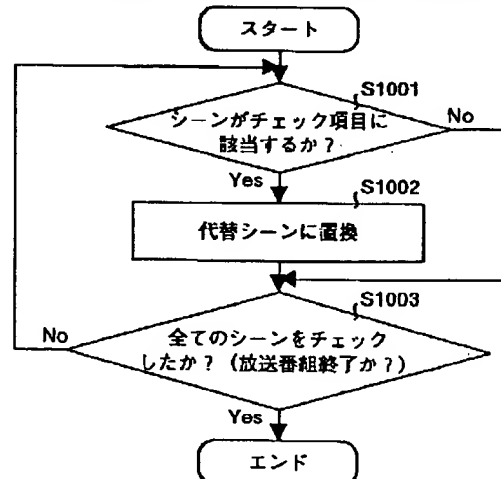 スタート
S1001
シーンがチェック項目に
該当するか？
No
Yes
S1002
代替シーンに置換
S1003
No
全てのシーンをチェック
したか？（放送番組終了か？）
Yes
エンド